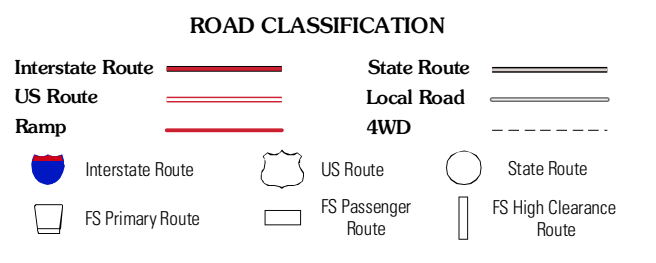 ROAD CLASSIFICATION
Interstate Route
State Route
US Route
Local Road
Ramp
4WD
Interstate Route
US Route
State Route
FS Primary Route
FS Passenger
Route
FS High Clearance
Route